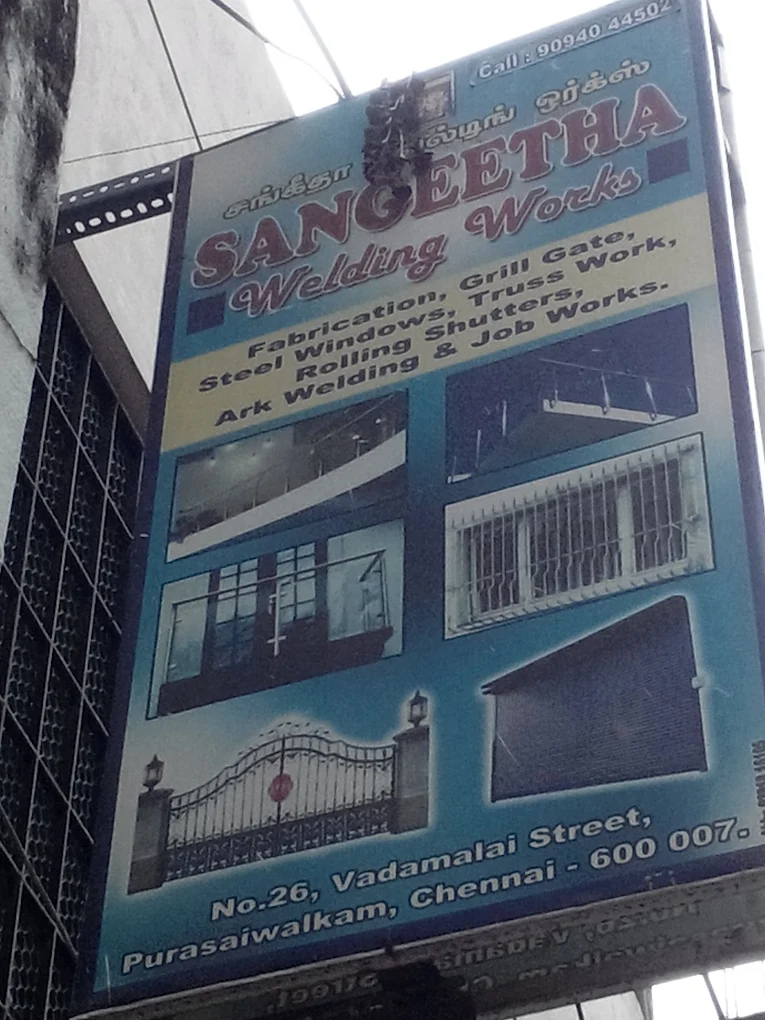 Call : 90940 44502
சங்கீதா ஒர்க்ஸ்
SANGEETHA
Welding Works
Fabrication, Grill Gate,
Steel Windows, Truss Work,
Rolling Shutters,
Ark Welding & Job Works.
No.26, Vadamalai Street,
Purasaiwalkam, Chennai - 600 007.